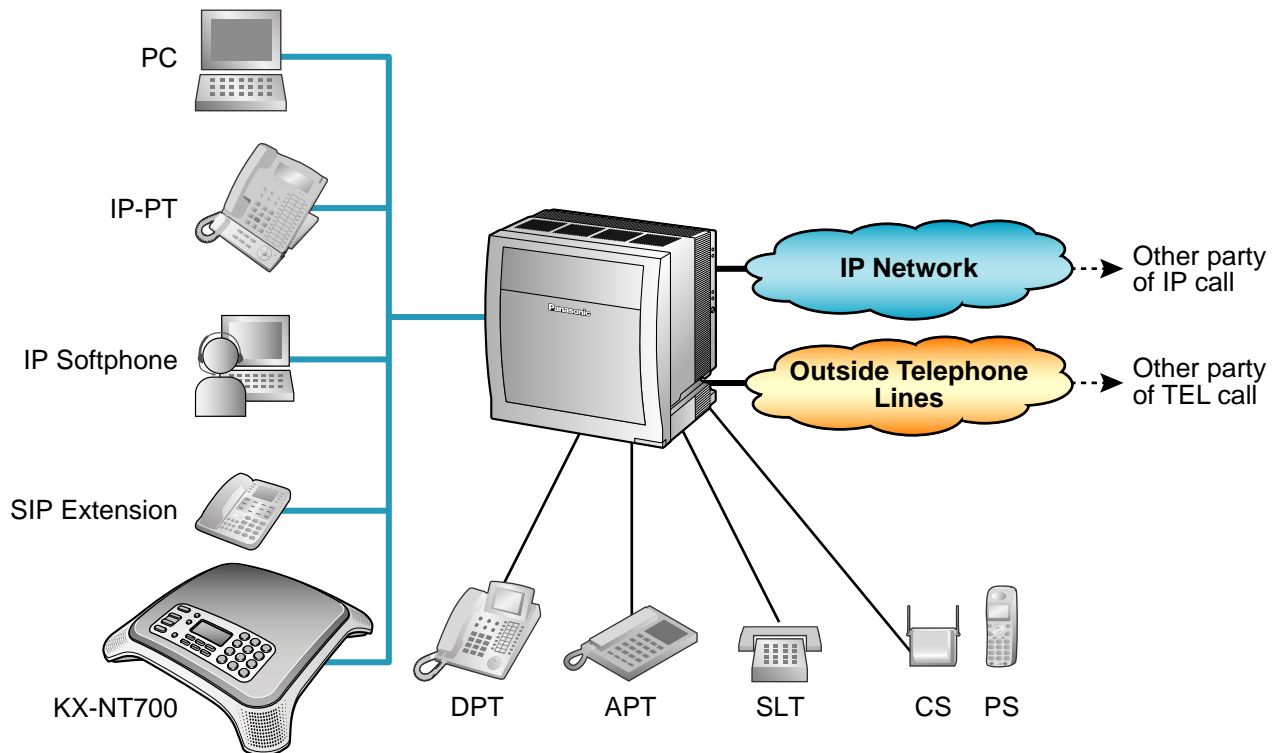 PC
IP-PT
IP Softphone
SIP Extension
KX-NT700
Panasonic
IP Network
Other party
of IP call
Outside Telephone
Lines
Other party
of TEL call
DPT
APT
SLT
CS
PS